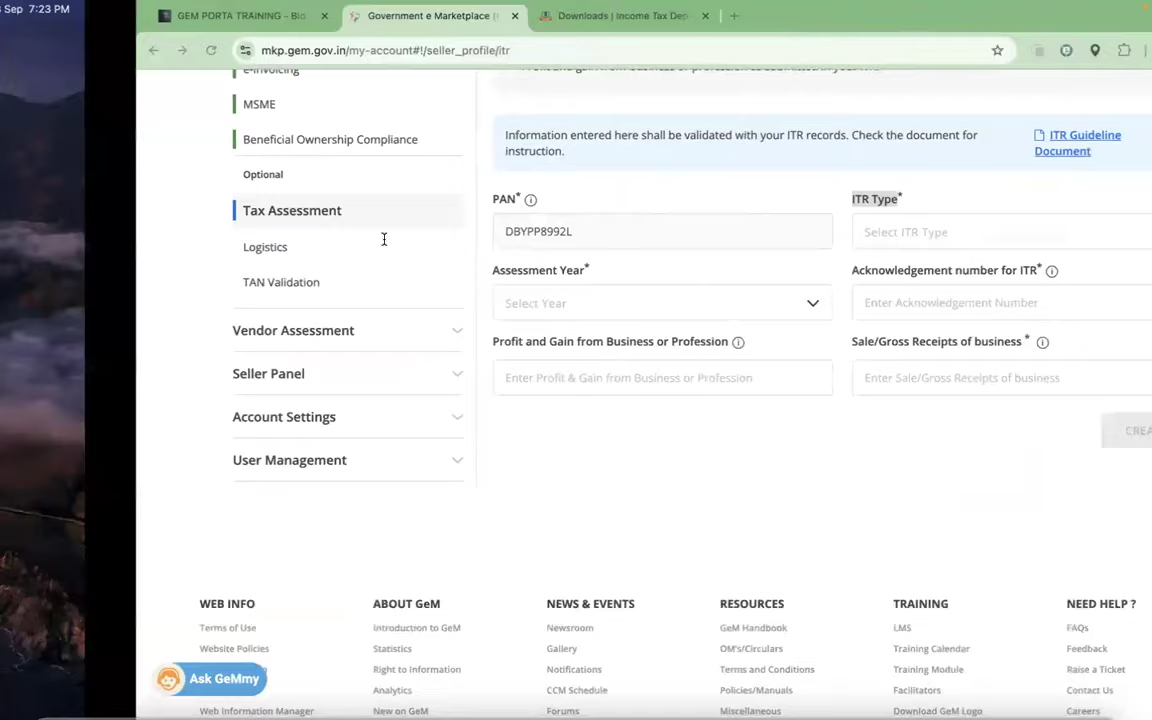 Sep 7:23 PM
GEM PORTA TRAINING – Bio
Government e Marketplace (
Downloads | Income Tax Dep
mkp.gem.gov.in/my-account#!/seller_profile/itr
e-Invoicing
MSME
Beneficial Ownership Compliance
Optional
Tax Assessment
Logistics
TAN Validation
Vendor Assessment
Seller Panel
Account Settings
User Management
Information entered here shall be validated with your ITR records. Check the document for
instruction.
ITR Guideline
Document
PAN*
ITR Type*
DBYPP8992L
Select ITR Type
Assessment Year*
Acknowledgement number for ITR*
Select Year
Enter Acknowledgement Number
Profit and Gain from Business or Profession
Sale/Gross Receipts of business *
Enter Profit & Gain from Business or Profession
Enter Sale/Gross Receipts of business
CREA
WEB INFO
ABOUT GeM
NEWS & EVENTS
RESOURCES
TRAINING
NEED HELP ?
Terms of Use
Introduction to GeM
Newsroom
GeM Handbook
LMS
FAQs
Website Policies
Statistics
Gallery
OM's/Circulars
Training Calendar
Feedback
Right to Information
Notifications
Terms and Conditions
Training Module
Raise a Ticket
Ask GeMmy
Analytics
CCM Schedule
Policies/Manuals
Facilitators
Contact Us
Web Information Manager
New on GeM
Forums
Miscellaneous
Download GeM Logo
Careers